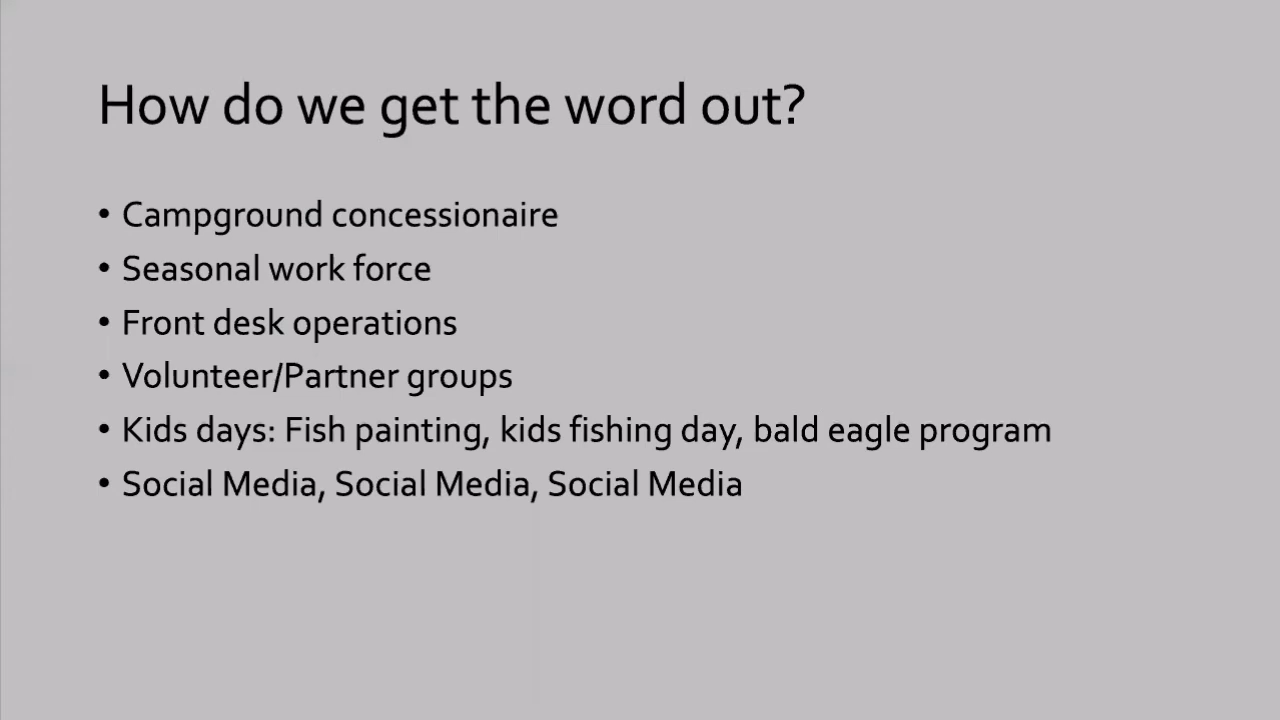 How do we get the word out?
• Campground concessionaire
• Seasonal work force
• Front desk operations
• Volunteer/Partner groups
• Kids days: Fish painting, kids fishing day, bald eagle program
• Social Media, Social Media, Social Media